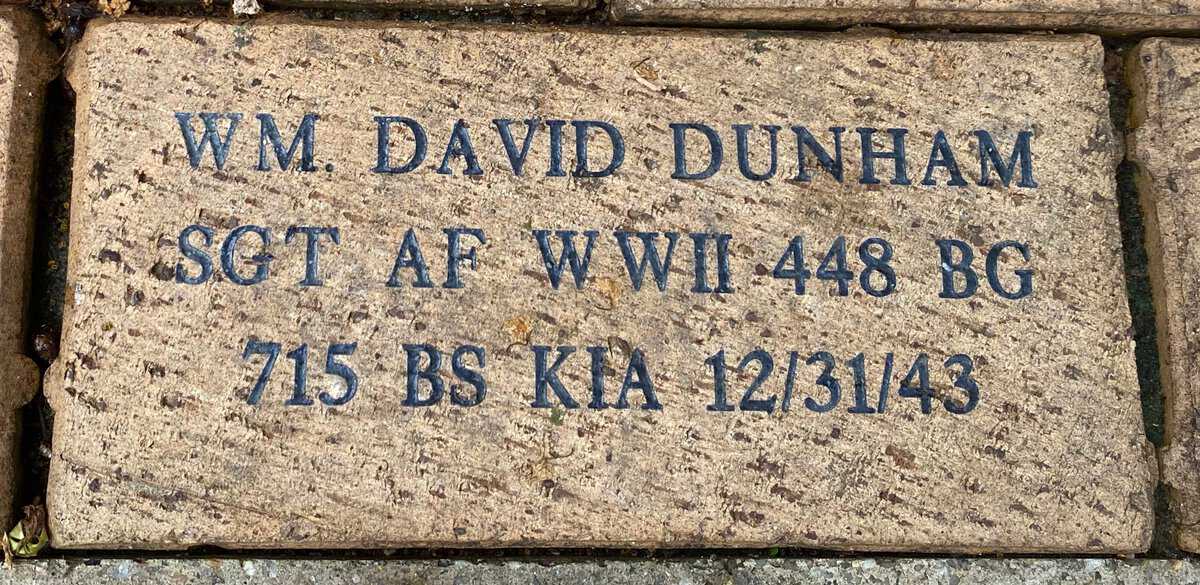 WM. DAVID DUNHAM
SGT AF WWII 448 BG
715 BS KIA 12/31/43